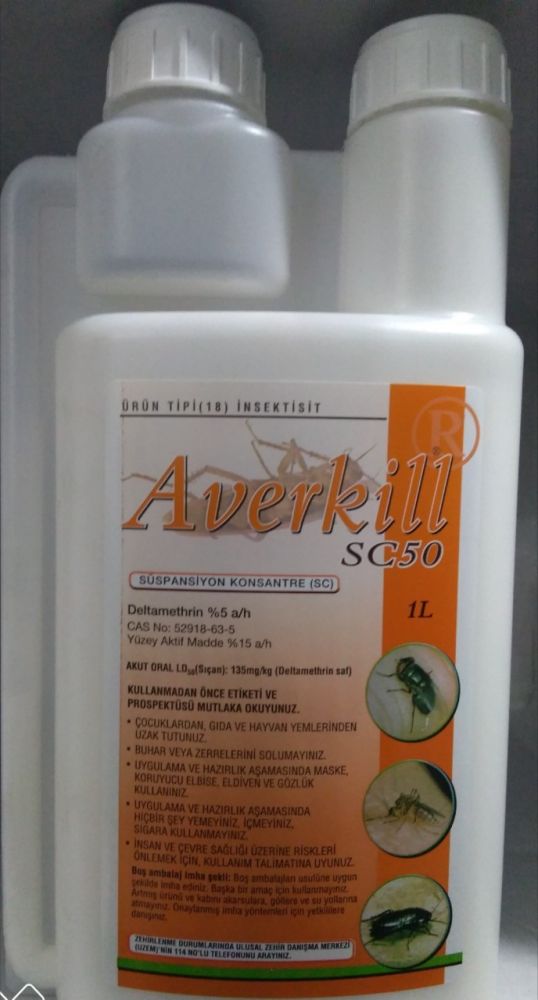 ÜRÜN TİPİ(18) İNSEKTİSİT
Averkill®
SC50
SÜSPANSİYON KONSANTRE (SC)
1L
Deltamethrin %5 a/h
CAS No: 52918-63-5
Yüzey Aktif Madde %15 a/h
AKUT ORAL LD50(Sıçan): 135mg/kg (Deltamethrin saf)
KULLANMADAN ÖNCE ETİKETİ VE
PROSPEKTÜSÜ MUTLAKA OKUYUNUZ.
• ÇOCUKLARDAN, GIDA VE HAYVAN YEMLERİNDEN
UZAK TUTUNUZ.
• BUHAR VEYA ZERRELERİNİ SOLUMAYINIZ.
• UYGULAMA VE HAZIRLIK AŞAMASINDA MASKE,
KORUYUCU ELBİSE, ELDİVEN VE GÖZLÜK
KULLANINIZ.
• UYGULAMA VE HAZIRLIK AŞAMASINDA
HİÇBİR ŞEY YEMEYİNİZ, İÇMEYİNİZ,
SİGARA KULLANMAYINIZ.
• İNSAN VE ÇEVRE SAĞLIĞI ÜZERİNE RİSKLERİ
ÖNLEMEK İÇİN, KULLANIM TALİMATINA UYUNUZ.
Boş ambalaj imha şekli: Boş ambalajları usulüne uygun
şekilde imha ediniz. Başka bir amaç için kullanmayınız.
Artmış ürünü ve kabını akarsulara, göllere ve su yollarına
atmayınız. Onaylanmış imha yöntemleri için yetkililere
danışınız.
ZEHİRLENME DURUMLARINDA ULUSAL ZEHİR DANIŞMA MERKEZİ
(UZEM)'NİN 114 NO'LU TELEFONUNU ARAYINIZ.